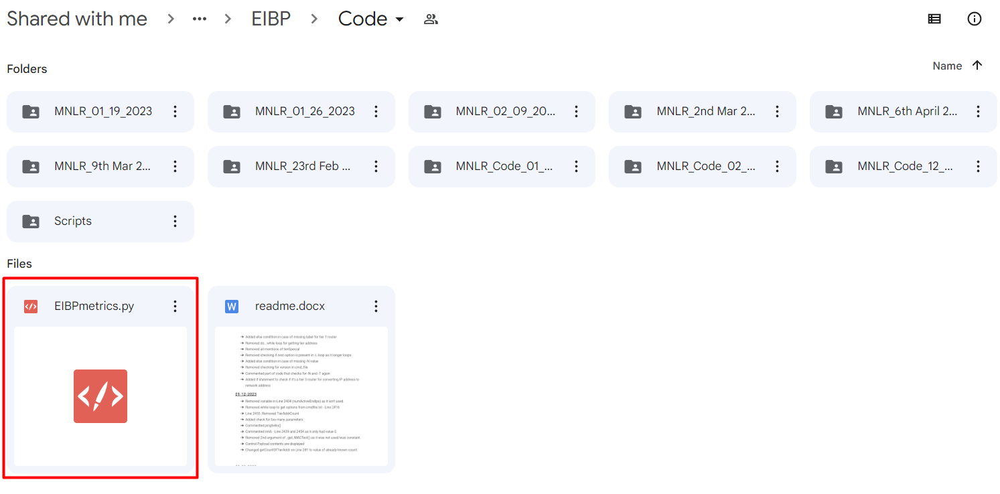 Shared with me > ... > EIBP > Code
Folders
Name
MNLR_01_19_2023
MNLR_01_26_2023
MNLR_02_09_20...
MNLR_2nd Mar 2...
MNLR_6th April 2...
MNLR_9th Mar 2...
MNLR_23rd Feb ...
MNLR_Code_01_...
MNLR_Code_02_...
MNLR_Code_12_...
Scripts
Files
EIBPmetrics.py
W readme.docx
➔ Added else condition in case of missing label for tier 1 router
➔ Removed do...while loop for getting tier address
➔ Removed all mentions of tierSpecial
➔ Removed checking if next option is present in -L loop as it longer loops
➔ Added else condition in case of missing -N value
➔ Removed checking for version in cmd_file
➔ Commented part of code that checks for -N and -T again
➔ Added if statement to check if it's a tier 3 router for converting IP address to
network address
01-12-2023
➔ Removed variable in Line 2404 (numActiveEndIps) as it isn't used.
➔ Removed while loop to get options from cmdfile.txt - Line
➔ Line 2455. Removed TierAddrCount
➔ Added check for too many parameters
➔ Commented pinghello()
➔ Commented - Line 2439 and 2454 as it only had value 0.
➔ Removed 2nd argument of _get_MACTest() as it was not used/was constant.
➔ Control Payload contents are displayed
➔ Changed getCountOfTierAddr on Line 281 to value of already known count.